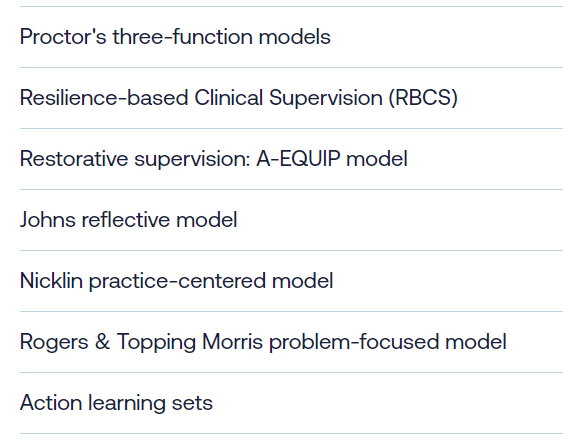 Proctor's three-function models
Resilience-based Clinical Supervision (RBCS)
Restorative supervision: A-EQUIP model
Johns reflective model
Nicklin practice-centered model
Rogers & Topping Morris problem-focused model
Action learning sets